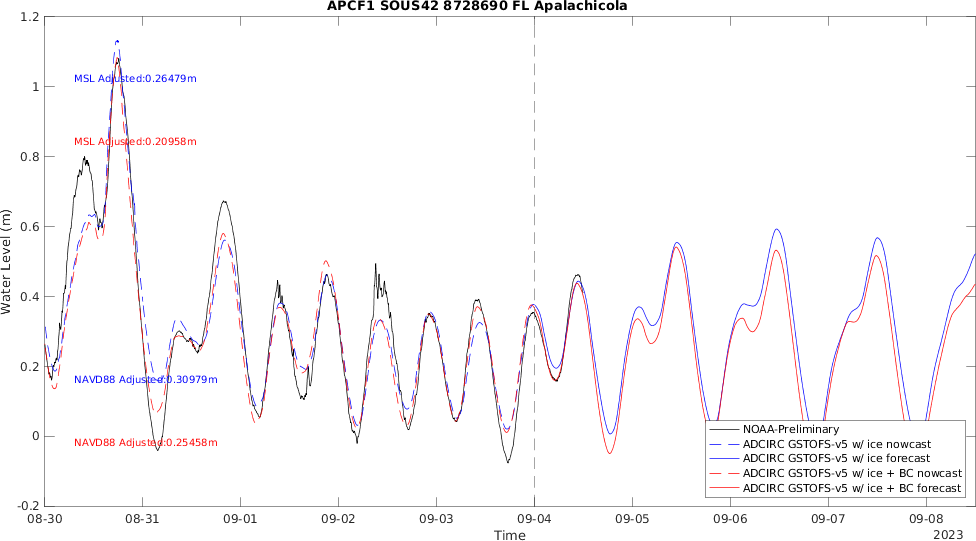 APCF1 SOUS42 8728690 FL Apalachicola
1.2
1
0.8
0.6
0.4
0.2
0
-0.2
Water Level (m)
MSL Adjusted:0.26479m
MSL Adjusted:0.20958m
NAVD88 Adjusted:0.30979m
NAVD88 Adjusted:0.25458m
NOAA-Preliminary
ADCIRC GSTOFS-v5 w/ ice nowcast
ADCIRC GSTOFS-v5 w/ ice forecast
ADCIRC GSTOFS-v5 w/ ice + BC nowcast
ADCIRC GSTOFS-v5 w/ ice + BC forecast
08-30 08-31 09-01 09-02 09-03 09-04 09-05 09-06 09-07 09-08
Time
2023